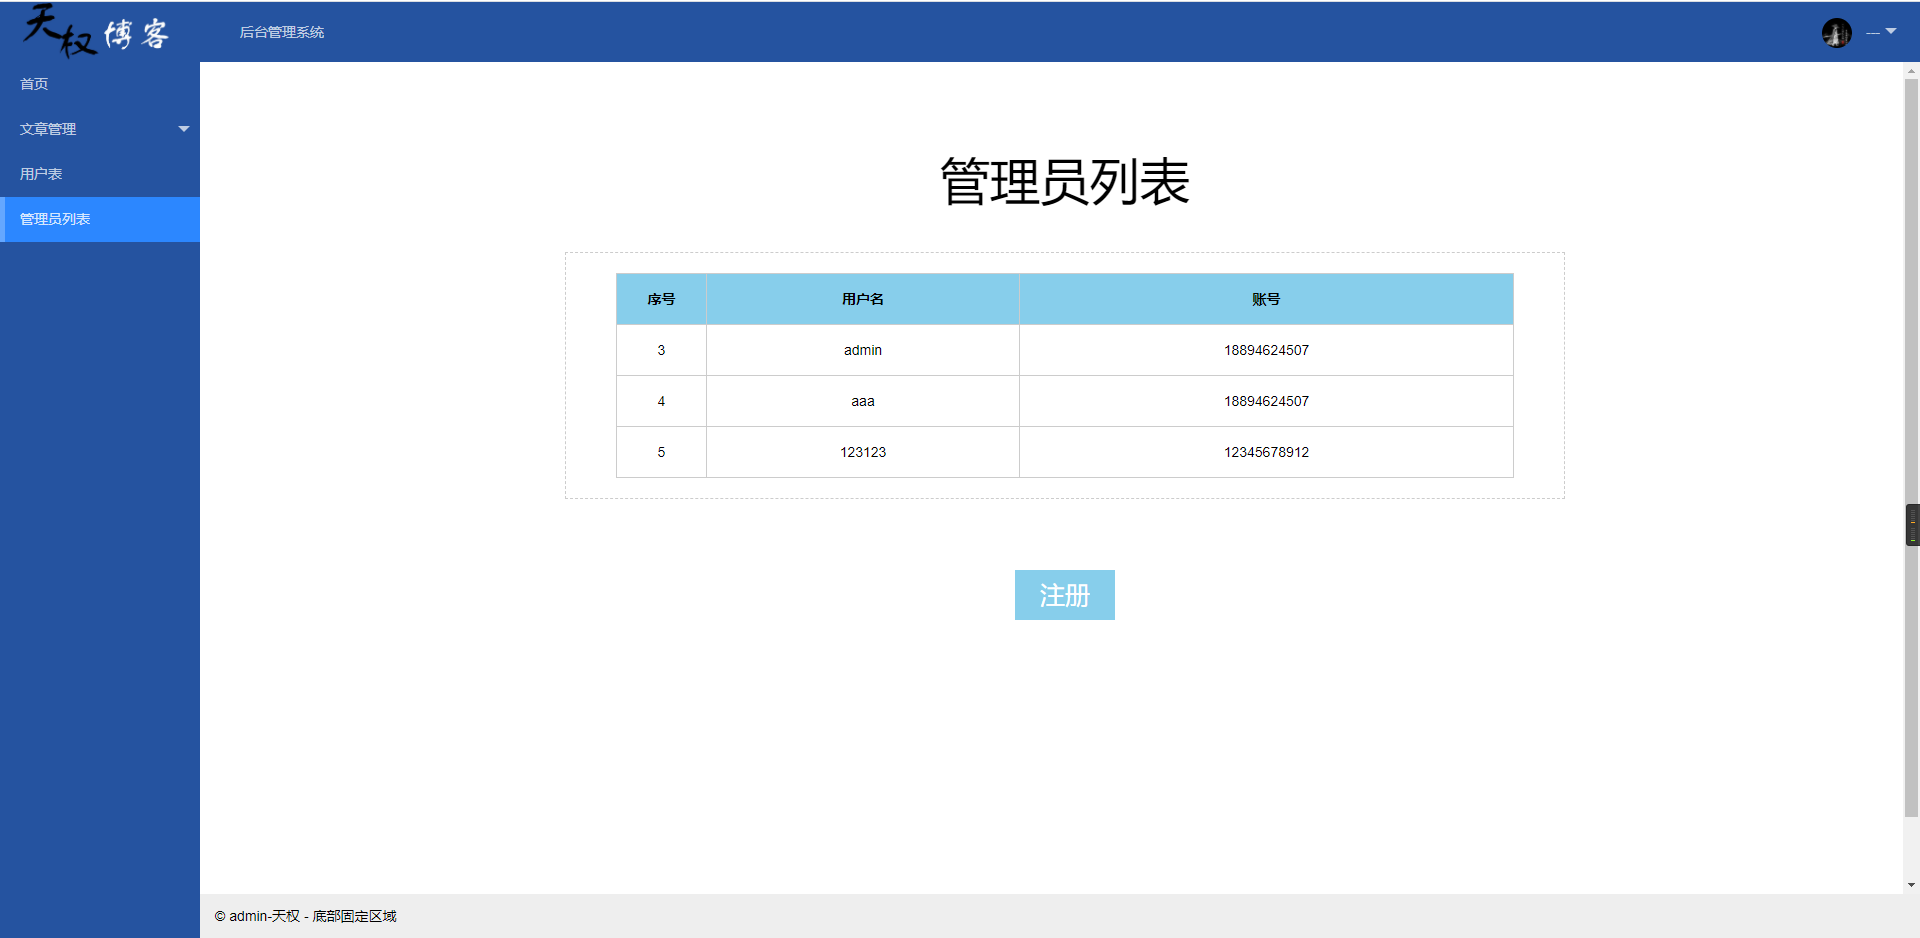 天权博客
后台管理系统
首页
文章管理
用户表
管理员列表
管理员列表
序号 用户名 账号
3 admin 18894624507
4 aaa 18894624507
5 123123 12345678912
注册
© admin-天权 - 底部固定区域